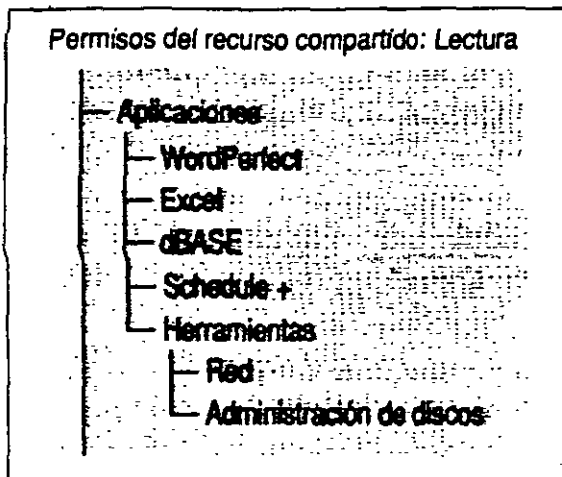 Permisos del recurso compartido: Lectura
Aplicaciones
WordPerfect
Excel
dBASE
Schedule +
Herramientas
Red
Administración de discos